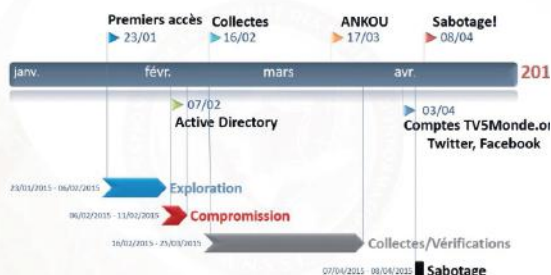 Premiers accès
Collectes
ANKOU
Sabotage!
23/01
16/02
17/03
08/04
janv.
févr.
mars
avr.
201
07/02
Active Directory
03/04
Comptes TV5Monde.or
Twitter, Facebook
23/01/2015 - 06/02/2015
Exploration
06/02/2015 - 11/02/2015
Compromission
16/02/2015 - 25/03/2015
Collectes/Vérifications
07/04/2015 - 08/04/2015
Sabotage